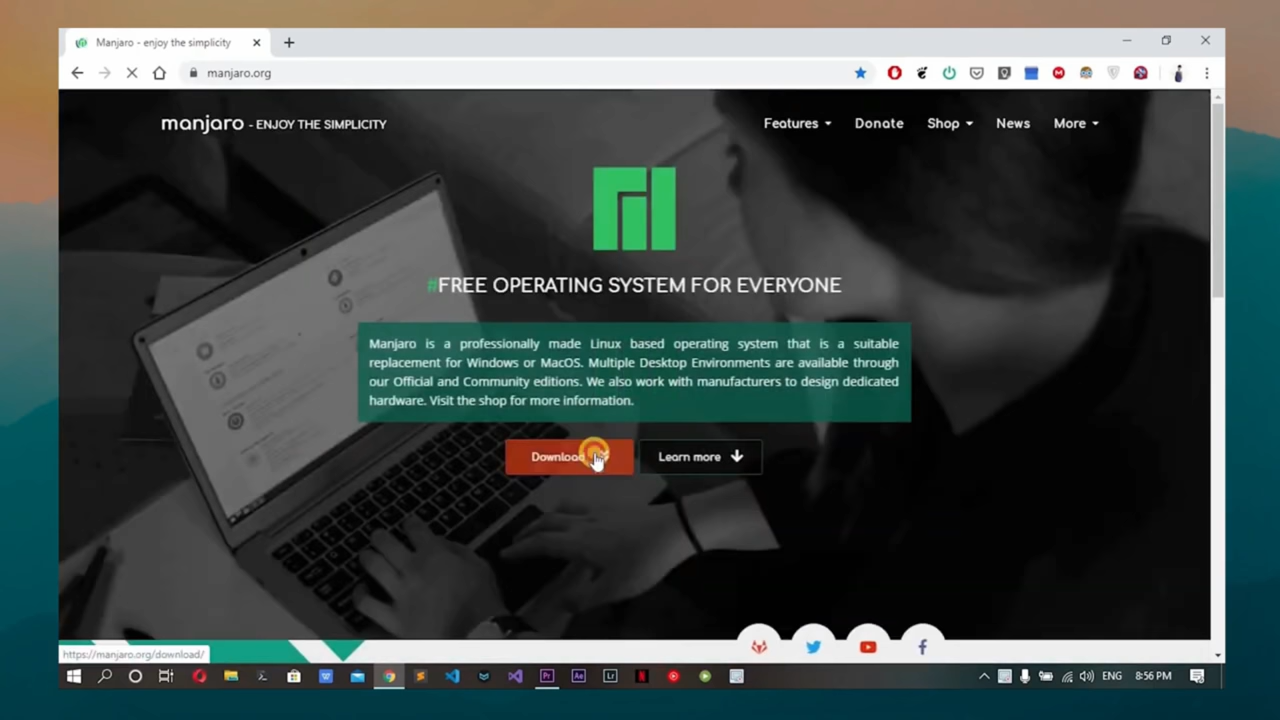 Manjaro - enjoy the simplicity
manjaro.org
manjaro - ENJOY THE SIMPLICITY
Features
Donate
Shop
News
More
#FREE OPERATING SYSTEM FOR EVERYONE
Manjaro is a professionally made Linux based operating system that is a suitable
replacement for Windows or MacOS. Multiple Desktop Environments are available through
our Official and Community editions. We also work with manufacturers to design dedicated
hardware. Visit the shop for more information.
Download
Learn more
https://manjaro.org/download/
Pr
Ae
Lr
ENG
8:56 PM